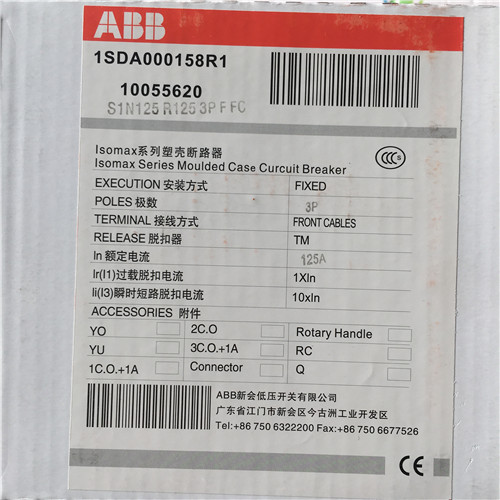 ABB
1SDA000158R1
10055620
S1N125 R125 3P F FC
Isomax系列塑壳断路器
Isomax Series Moulded Case Curcuit Breaker
CCC S
EXECUTION 安装方式 FIXED
POLES 极数 3P
TERMINAL 接线方式 FRONT CABLES
RELEASE 脱扣器 TM
In 额定电流 125A
Ir(I1)过载脱扣电流 1XIn
Ii(I3)瞬时短路脱扣电流 10xIn
ACCESSORIES 附件
YO 2C.O Rotary Handle
YU 3C.O.+1A RC
1C.O.+1A Connector Q
ABB新会低压开关有限公司
广东省江门市新会区今古洲工业开发区
Tel:+86 750 6322200 Fax:+86 750 6677526
CE